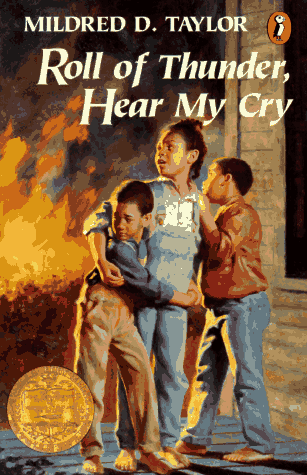 MILDRED D. TAYLOR
Roll of Thunder,
Hear My Cry